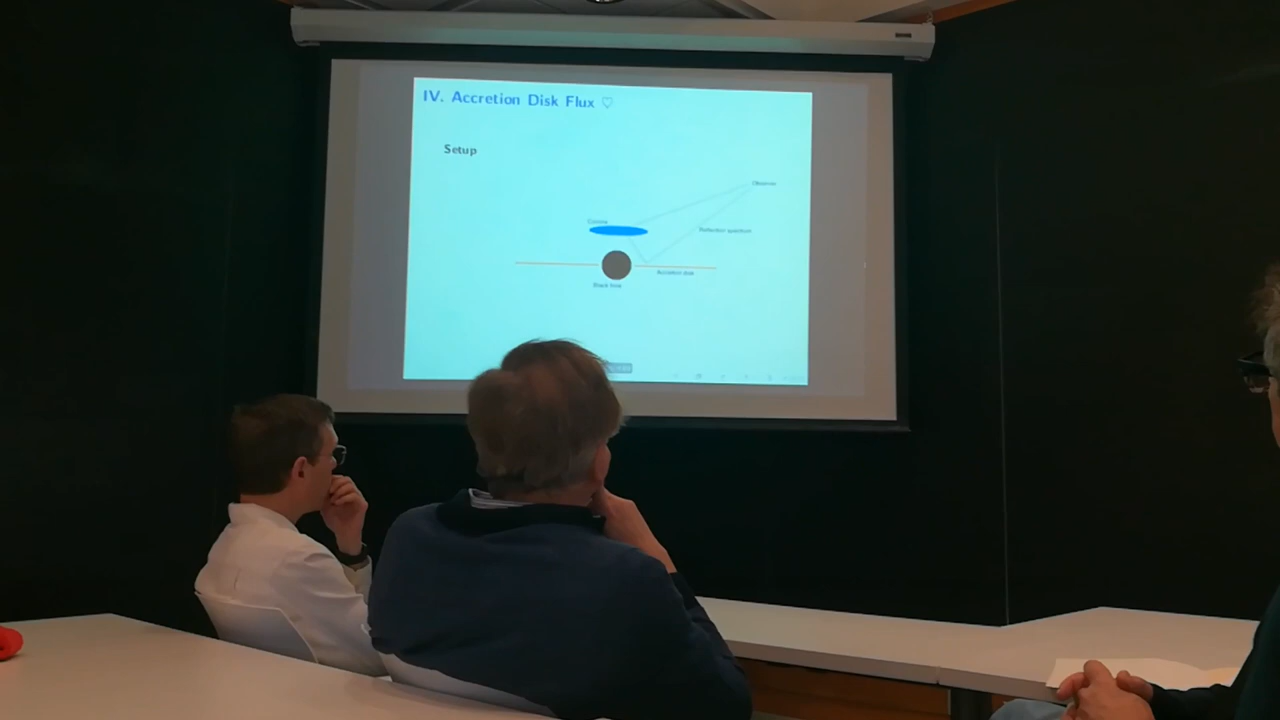 IV. Accretion Disk Flux ♡
Setup
Observer
Corona
Reflection spectrum
Accretion disk
Black hole